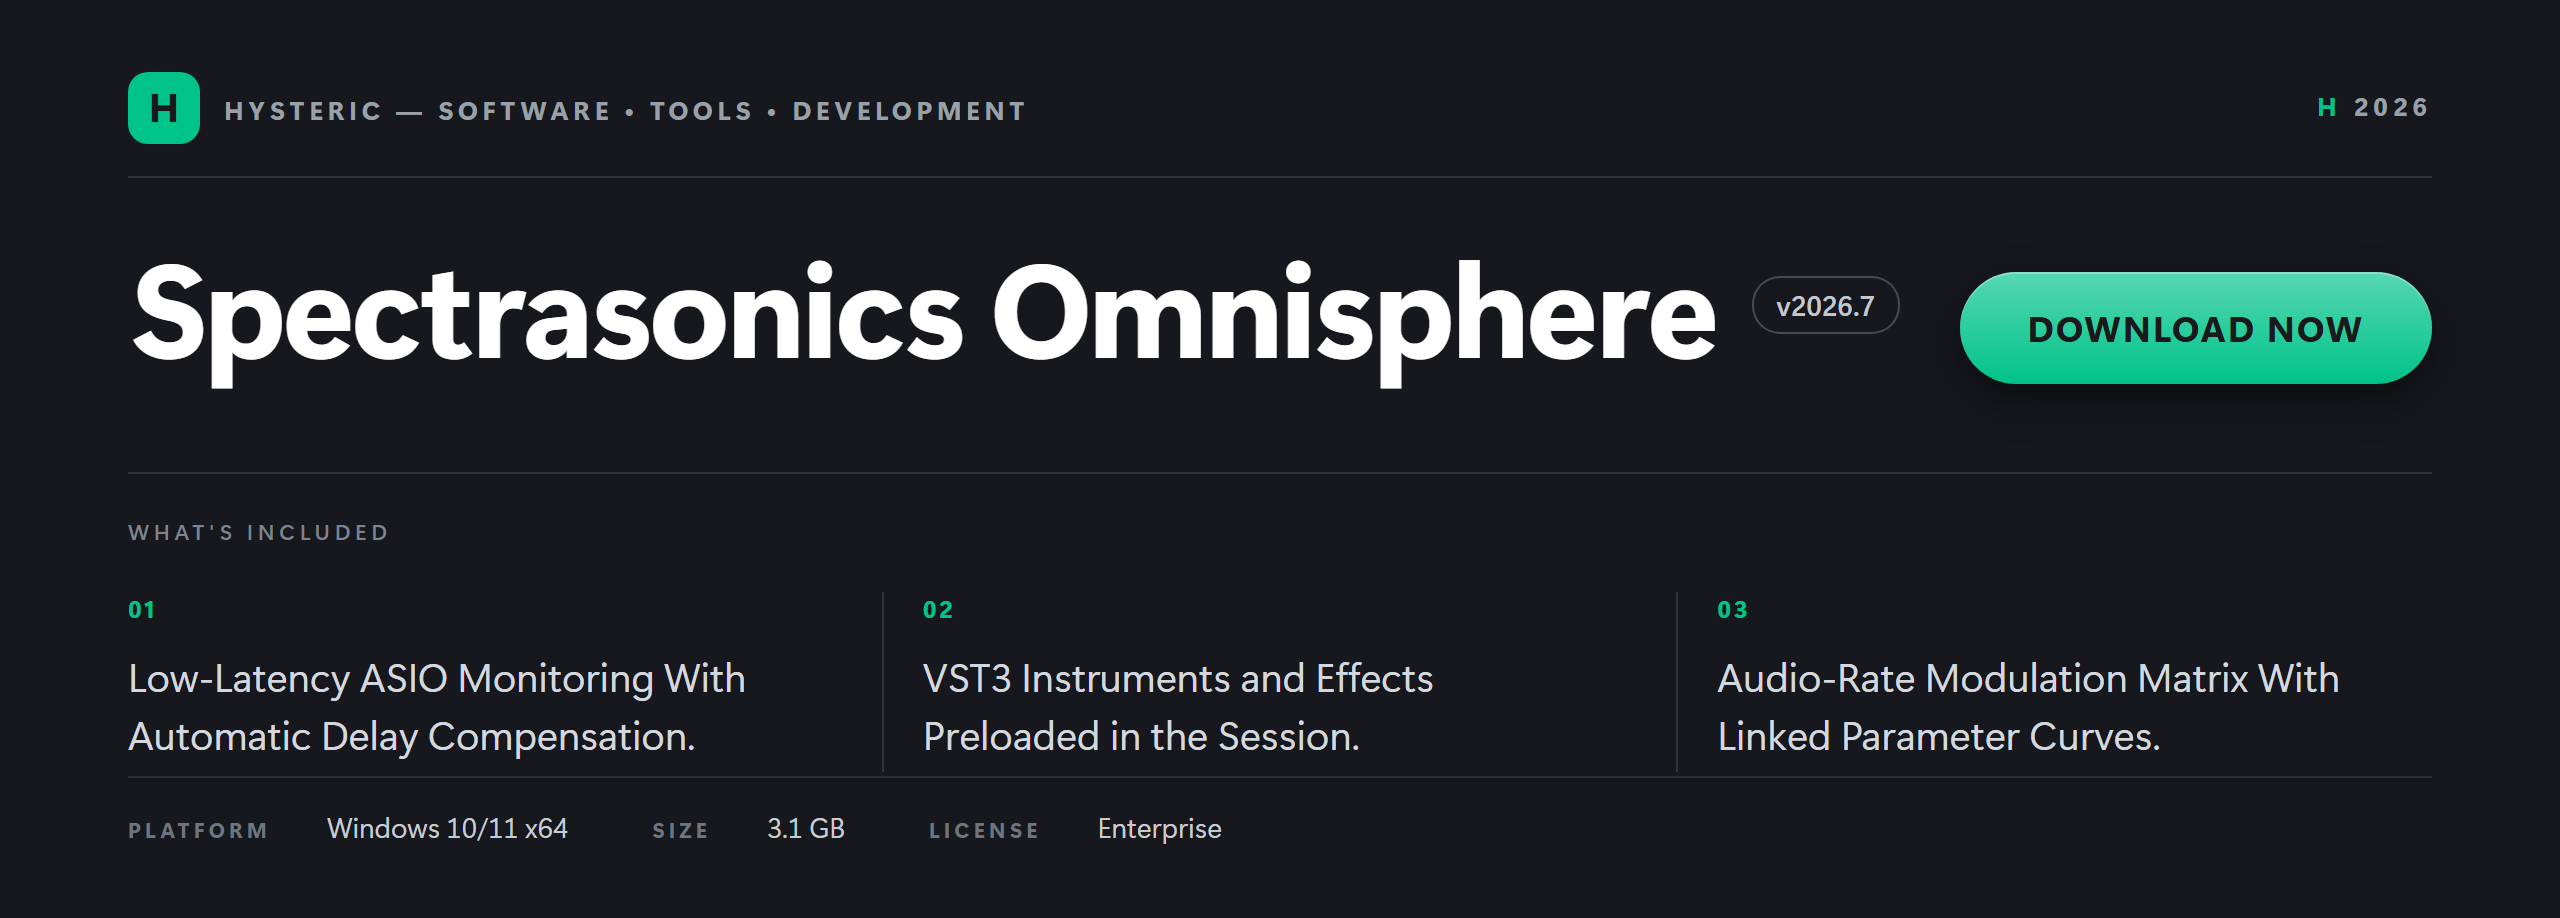 H HYSTERIC — SOFTWARE • TOOLS • DEVELOPMENT
H 2026
Spectrasonics Omnisphere v2026.7
DOWNLOAD NOW
WHAT'S INCLUDED
01
Low-Latency ASIO Monitoring With
Automatic Delay Compensation.
02
VST3 Instruments and Effects
Preloaded in the Session.
03
Audio-Rate Modulation Matrix With
Linked Parameter Curves.
PLATFORM Windows 10/11 x64 SIZE 3.1 GB LICENSE Enterprise